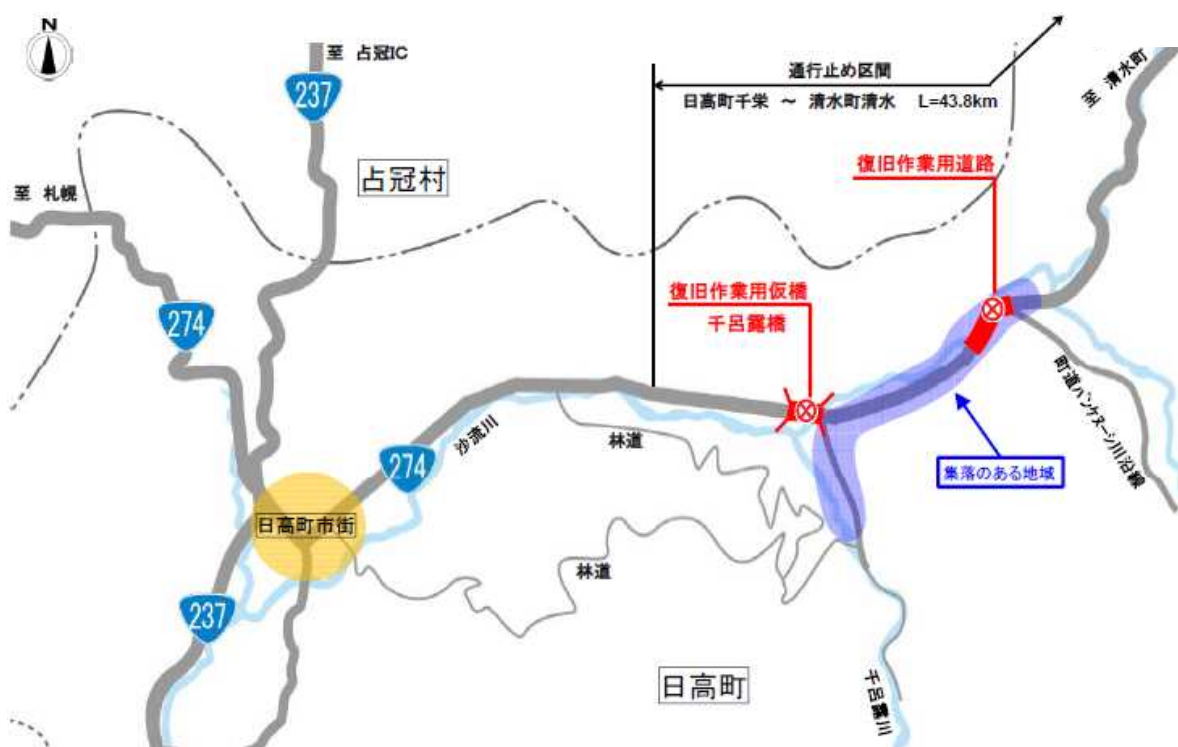 N
至 占冠IC
237
通行止め区間
日高町千栄 ~ 清水町清水 L=43.8km
至 清水町
占冠村
復旧作業用道路
至 札幌
274
復旧作業用仮橋
千呂露橋
町道パンケヌーシ川沿線
沙流川
林道
274
集落のある地域
日高町市街
林道
237
日高町
千呂露川